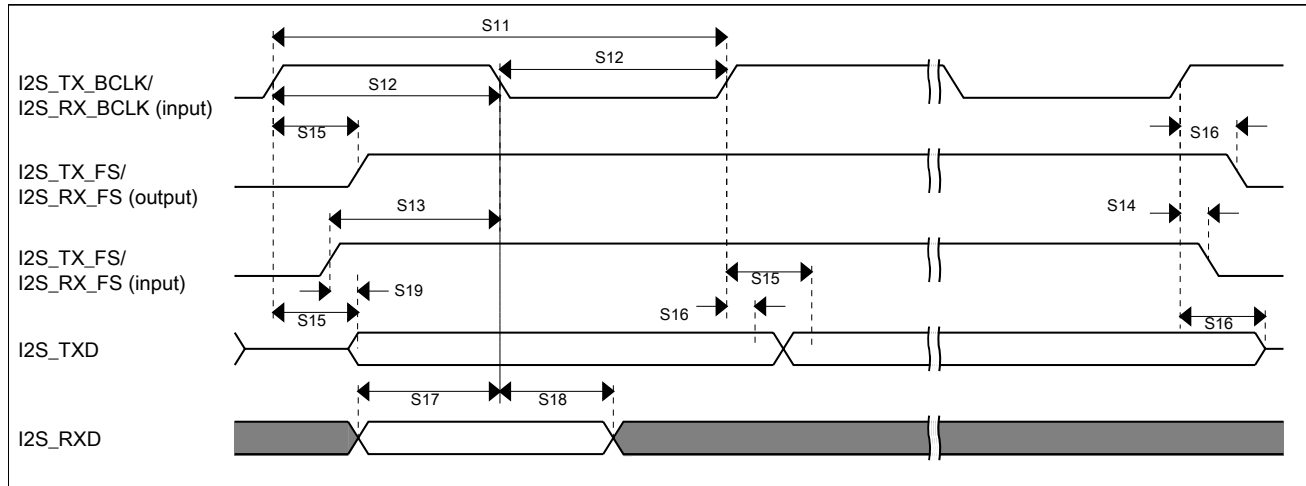 S11
I2S_TX_BCLK/
I2S_RX_BCLK (input)
S12
S12
S15
S16
I2S_TX_FS/
I2S_RX_FS (output)
S13
S14
I2S_TX_FS/
I2S_RX_FS (input)
S15
S19
S15
S16
S16
I2S_TXD
S17
S18
I2S_RXD